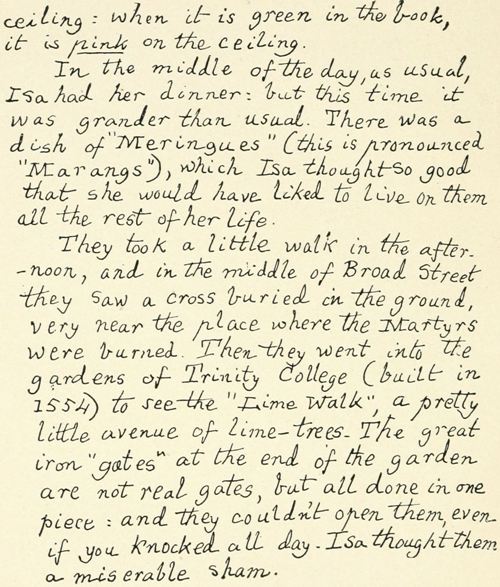 ceiling: when it is green in the book,
it is pink on the ceiling.
In the middle of the day, as usual,
Isa had her dinner: but this time it
was grander than usual. There was a
dish of "Meringues" (this is pronounced
"Marangs"), which Isa thought so good
that she would have liked to live on them
all the rest of her life.
They took a little walk in the after-
-noon, and in the middle of Broad Street
they saw a cross buried in the ground,
very near the place where the Martyrs
were burned. Then they went into the
gardens of Trinity College (built in
1554) to see the "Lime Walk", a pretty
little avenue of lime-trees. The great
iron "gates" at the end of the garden
are not real gates, but all done in one
piece: and they couldn't open them, even
if you knocked all day. Isa thought them
a miserable sham.